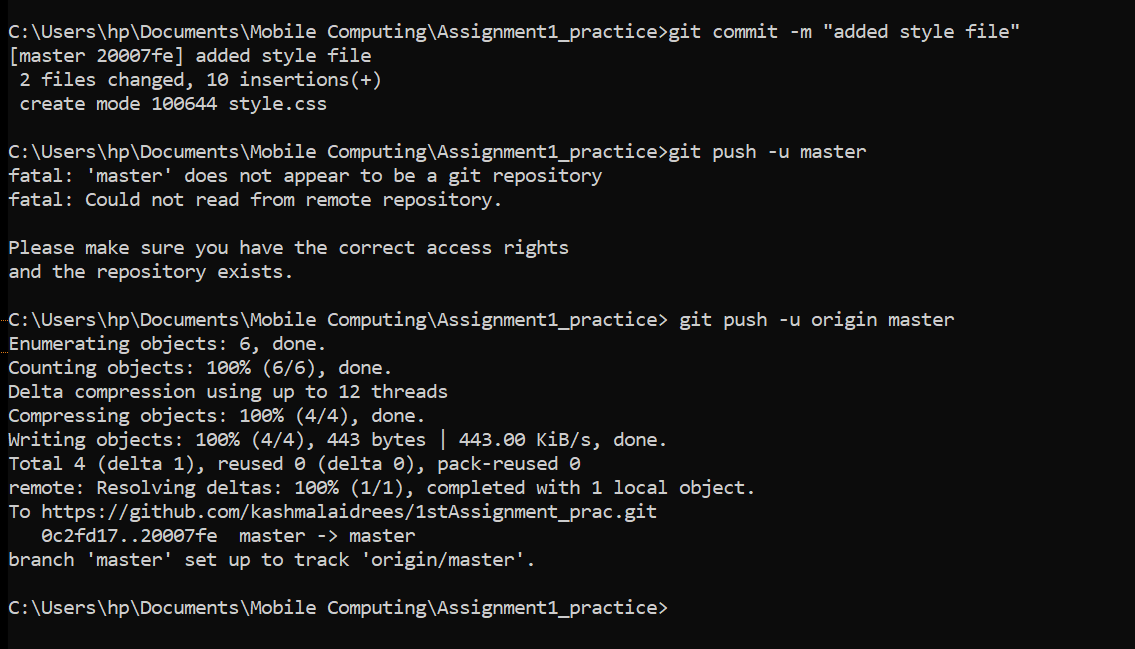 C:\Users\hp\Documents\Mobile Computing\Assignment1_practice>git commit -m "added style file"
[master 20007fe] added style file
 2 files changed, 10 insertions(+)
 create mode 100644 style.css

C:\Users\hp\Documents\Mobile Computing\Assignment1_practice>git push -u master
fatal: 'master' does not appear to be a git repository
fatal: Could not read from remote repository.

Please make sure you have the correct access rights
and the repository exists.

C:\Users\hp\Documents\Mobile Computing\Assignment1_practice> git push -u origin master
Enumerating objects: 6, done.
Counting objects: 100% (6/6), done.
Delta compression using up to 12 threads
Compressing objects: 100% (4/4), done.
Writing objects: 100% (4/4), 443 bytes | 443.00 KiB/s, done.
Total 4 (delta 1), reused 0 (delta 0), pack-reused 0
remote: Resolving deltas: 100% (1/1), completed with 1 local object.
To https://github.com/kashmalaidrees/1stAssignment_prac.git
   0c2fd17..20007fe  master -> master
branch 'master' set up to track 'origin/master'.

C:\Users\hp\Documents\Mobile Computing\Assignment1_practice>